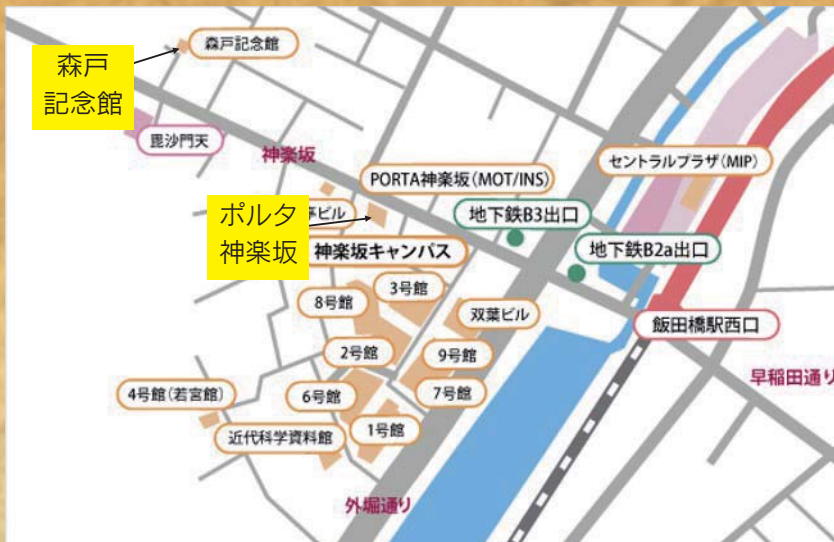 森戸記念館
森戸
記念館
毘沙門天
神楽坂
PORTA神楽坂(MOT/INS)
セントラルプラザ(MIP)
ポルタ
神楽坂
ビル
地下鉄B3出口
地下鉄B2a出口
神楽坂キャンパス
3号館
8号館
双葉ビル
飯田橋駅西口
2号館
9号館
早稲田通り
4号館(若宮館)
6号館
7号館
近代科学資料館
1号館
外堀通り